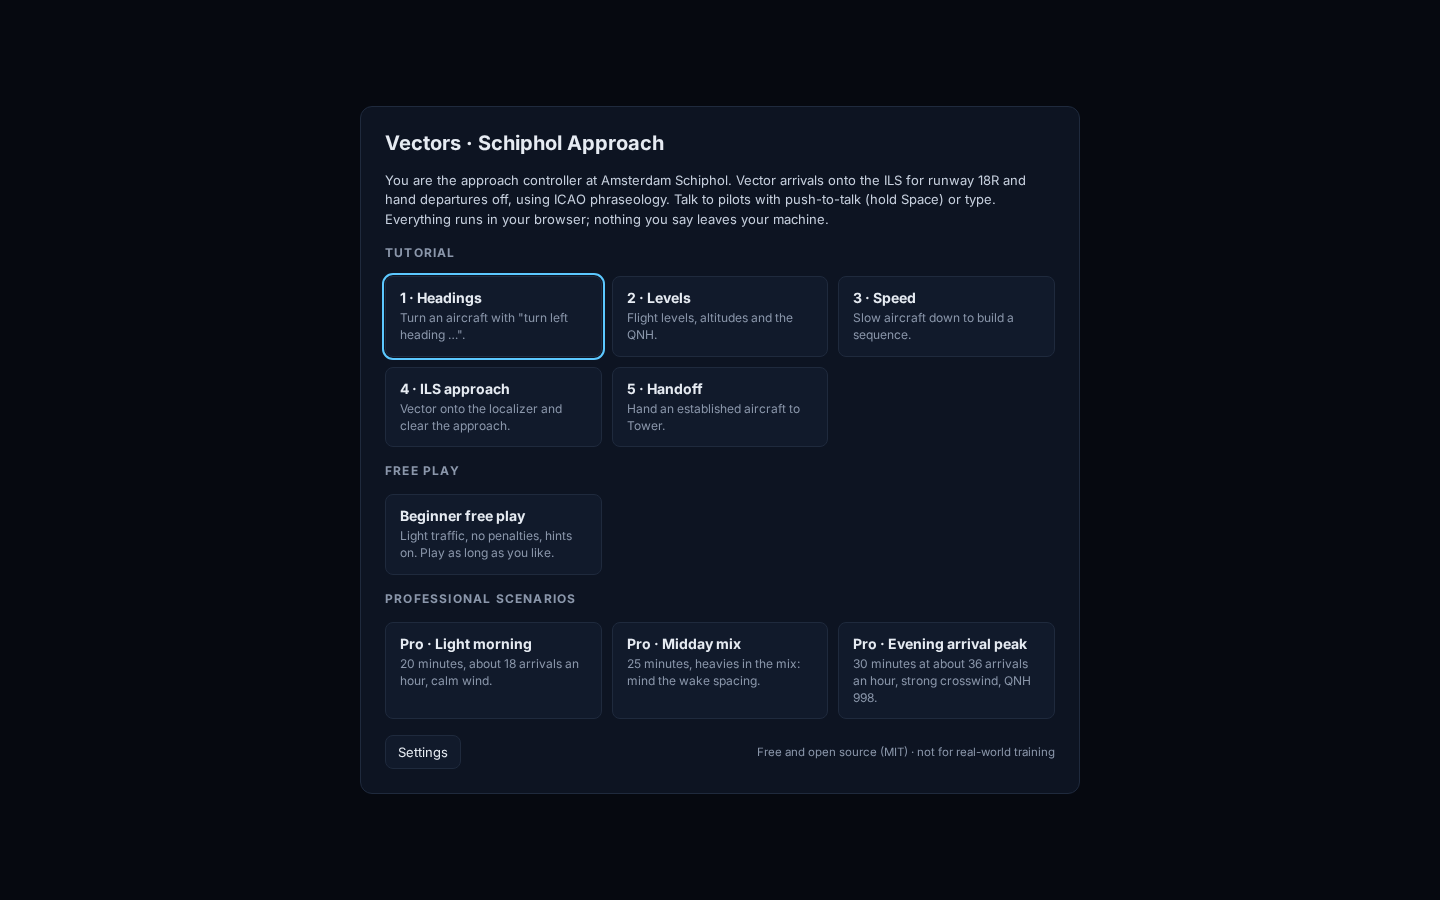 Vectors · Schiphol Approach
You are the approach controller at Amsterdam Schiphol. Vector arrivals onto the ILS for runway 18R and
hand departures off, using ICAO phraseology. Talk to pilots with push-to-talk (hold Space) or type.
Everything runs in your browser; nothing you say leaves your machine.
TUTORIAL
1 · Headings
Turn an aircraft with "turn left
heading …".
2 · Levels
Flight levels, altitudes and the
QNH.
3 · Speed
Slow aircraft down to build a
sequence.
4 · ILS approach
Vector onto the localizer and
clear the approach.
5 · Handoff
Hand an established aircraft to
Tower.
FREE PLAY
Beginner free play
Light traffic, no penalties, hints
on. Play as long as you like.
PROFESSIONAL SCENARIOS
Pro · Light morning
20 minutes, about 18 arrivals an
hour, calm wind.
Pro · Midday mix
25 minutes, heavies in the mix:
mind the wake spacing.
Pro · Evening arrival peak
30 minutes at about 36 arrivals
an hour, strong crosswind, QNH
998.
Settings
Free and open source (MIT) · not for real-world training